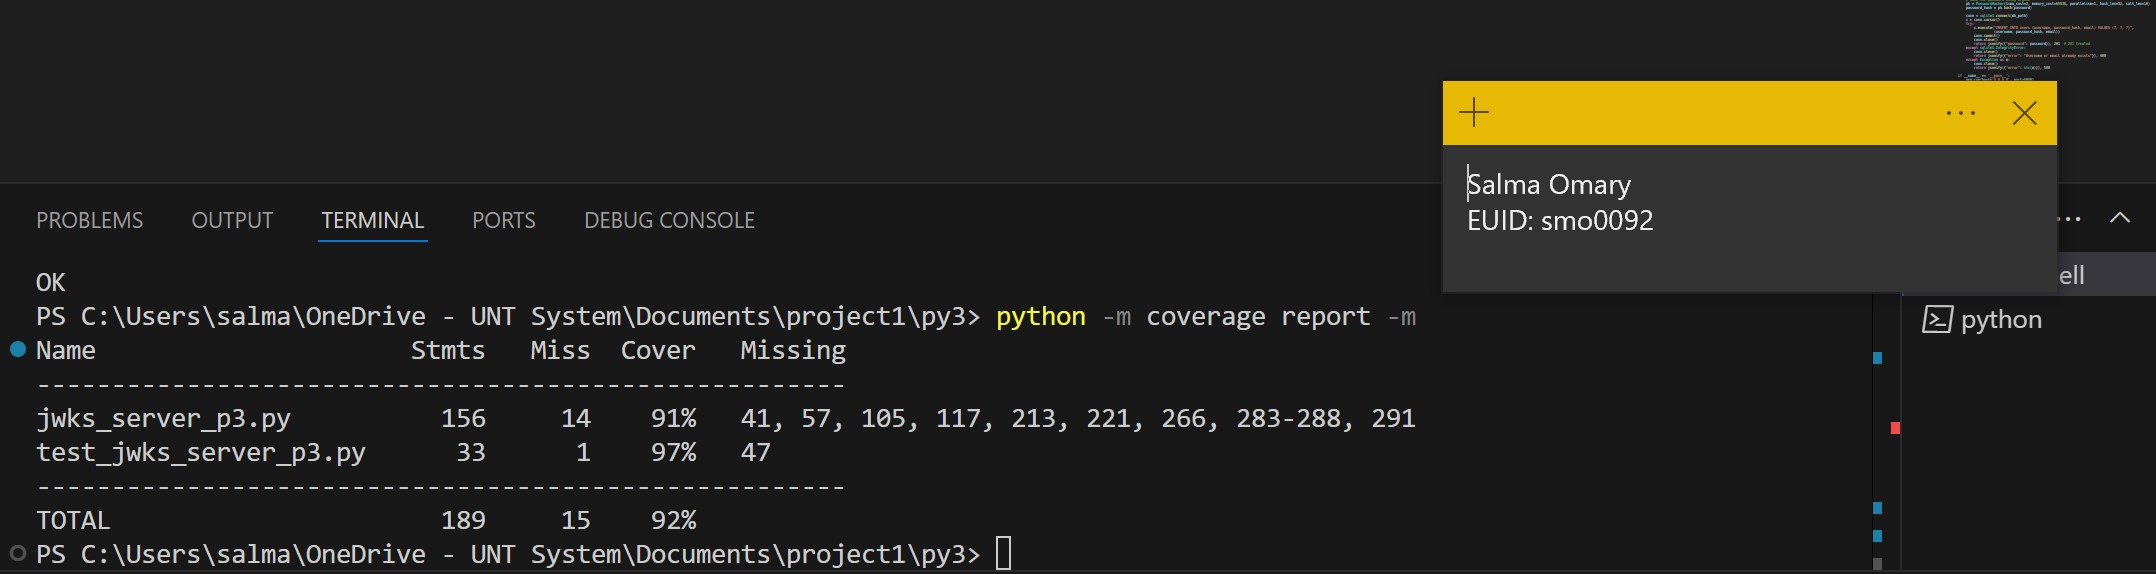 Salma Omary
EUID: smo0092
PROBLEMS OUTPUT TERMINAL PORTS DEBUG CONSOLE
ell
python
OK
PS C:\Users\salma\OneDrive - UNT System\Documents\project1\py3> python -m coverage report -m
Name Stmts Miss Cover Missing
------------------------------------------------------
jwks_server_p3.py 156 14 91% 41, 57, 105, 117, 213, 221, 266, 283-288, 291
test_jwks_server_p3.py 33 1 97% 47
------------------------------------------------------
TOTAL 189 15 92%
PS C:\Users\salma\OneDrive - UNT System\Documents\project1\py3>